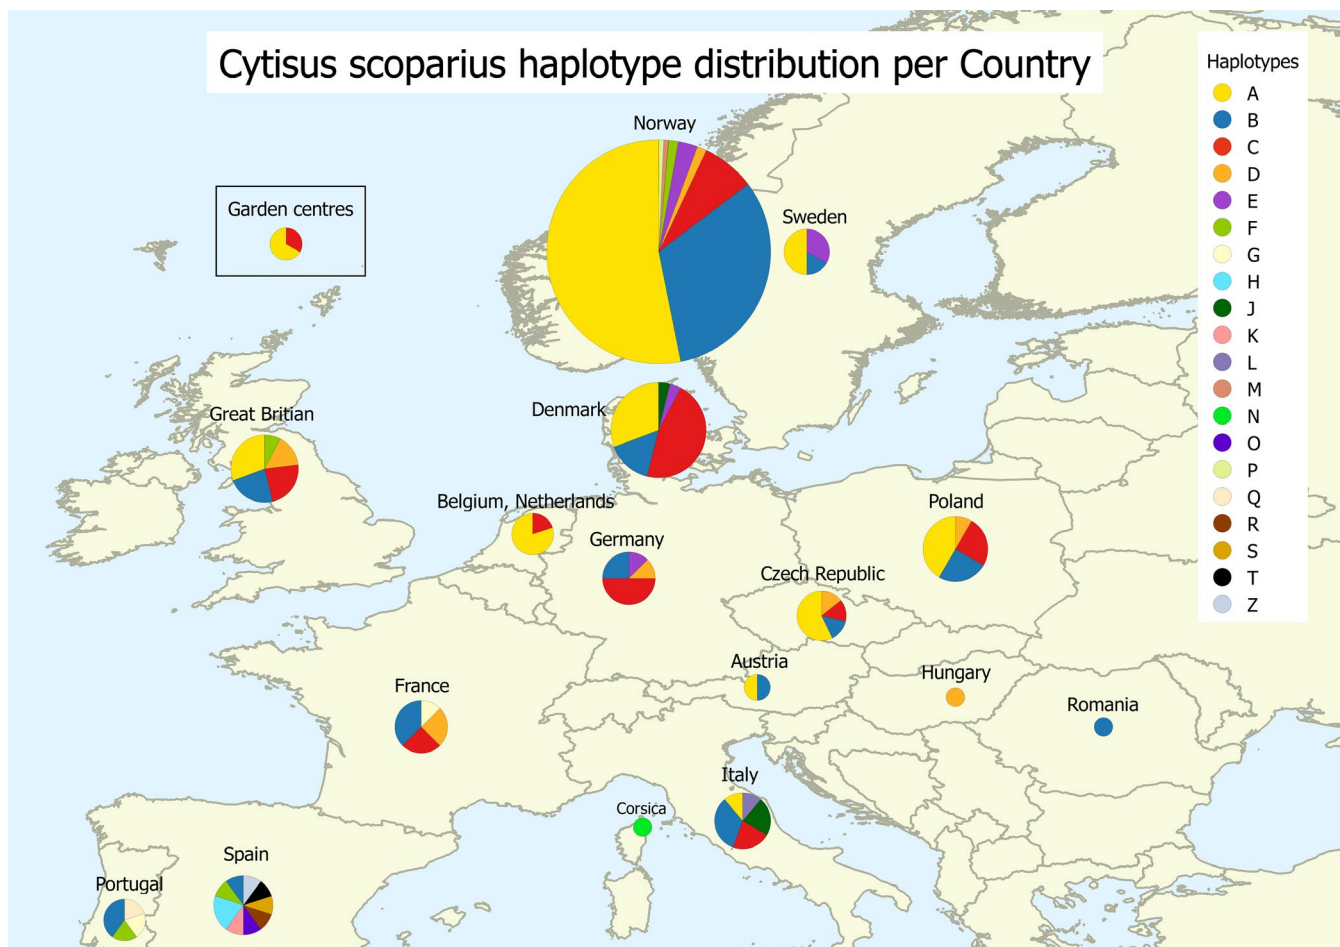 Cytisus scoparius haplotype distribution per Country
Haplotypes
A
B
C
D
E
F
G
H
J
K
L
M
N
O
P
Q
R
S
T
Z
Norway
Garden centres
Sweden
Great Britian
Denmark
Belgium, Netherlands
Poland
Germany
Czech Republic
Austria
Hungary
France
Romania
Italy
Corsica
Spain
Portugal